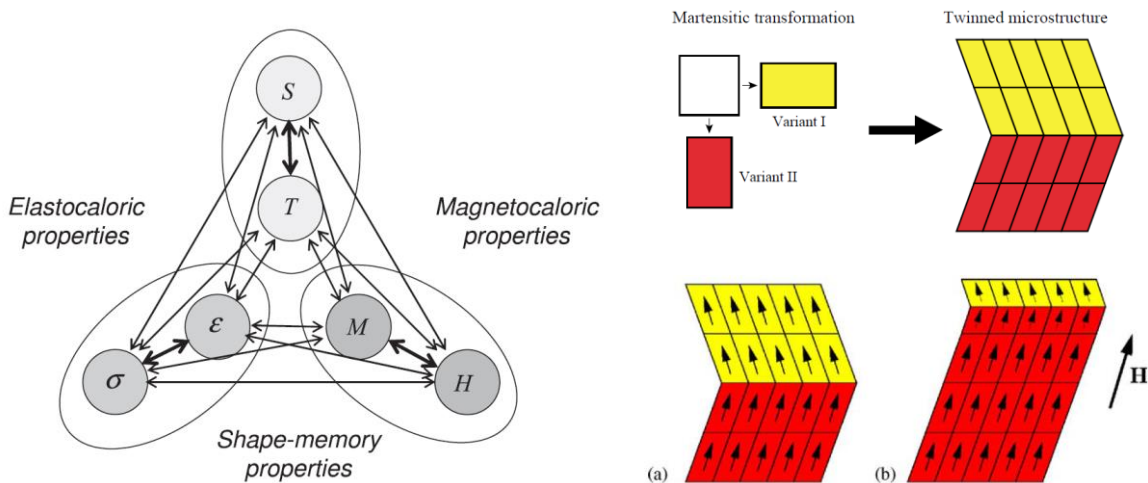 S
T
Elastocaloric
properties
Magnetocaloric
properties
ε
M
σ
H
Shape-memory
properties
Martensitic transformation
Twinned microstructure
Variant I
Variant II
H
(a)
(b)